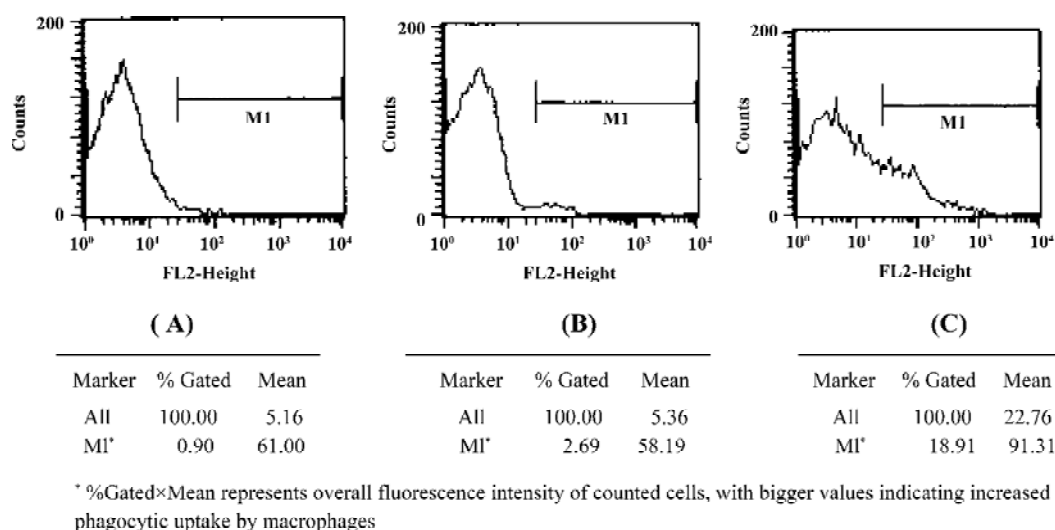 200 200 200
Counts M1 Counts M1 Counts M1
0 0 0
10⁰ 10¹ 10² 10³ 10⁴ 10⁰ 10¹ 10² 10³ 10⁴ 10⁰ 10¹ 10² 10³ 10⁴
FL2-Height FL2-Height FL2-Height
( A) (B) (C)
Marker % Gated Mean Marker % Gated Mean Marker % Gated Mean
All 100.00 5.16 All 100.00 5.36 All 100.00 22.76
M1* 0.90 61.00 M1* 2.69 58.19 M1* 18.91 91.31
* %Gated×Mean represents overall fluorescence intensity of counted cells, with bigger values indicating increased
phagocytic uptake by macrophages